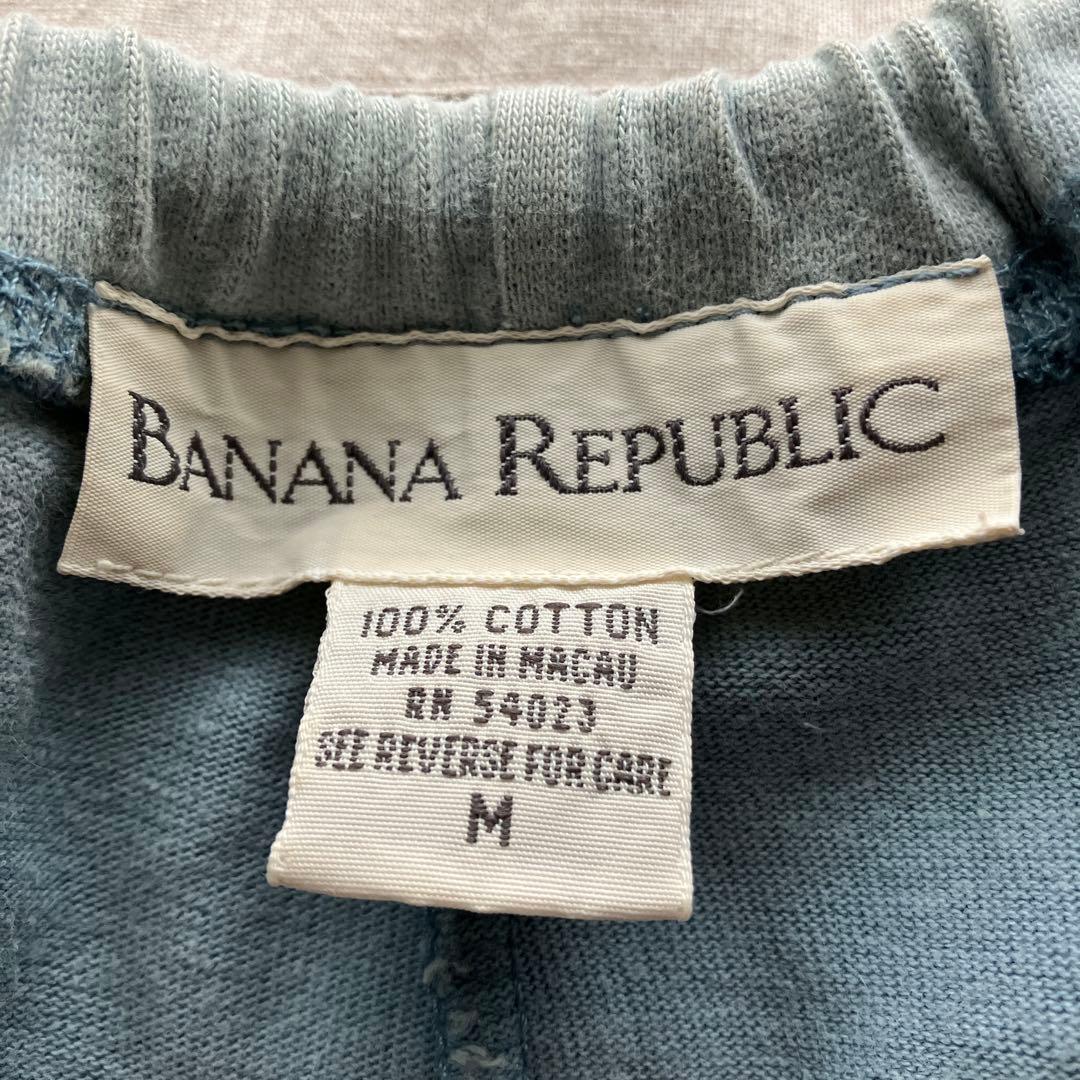 BANANA REPUBLIC
100% COTTON
MADE IN MACAU
RN 54023
SEE REVERSE FOR CARE
M